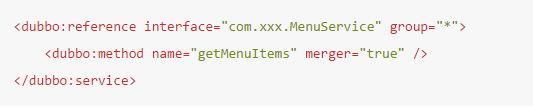 <dubbo:reference interface="com.xxx.MenuService" group="*">
    <dubbo:method name="getMenuItems" merger="true" />
</dubbo:service>